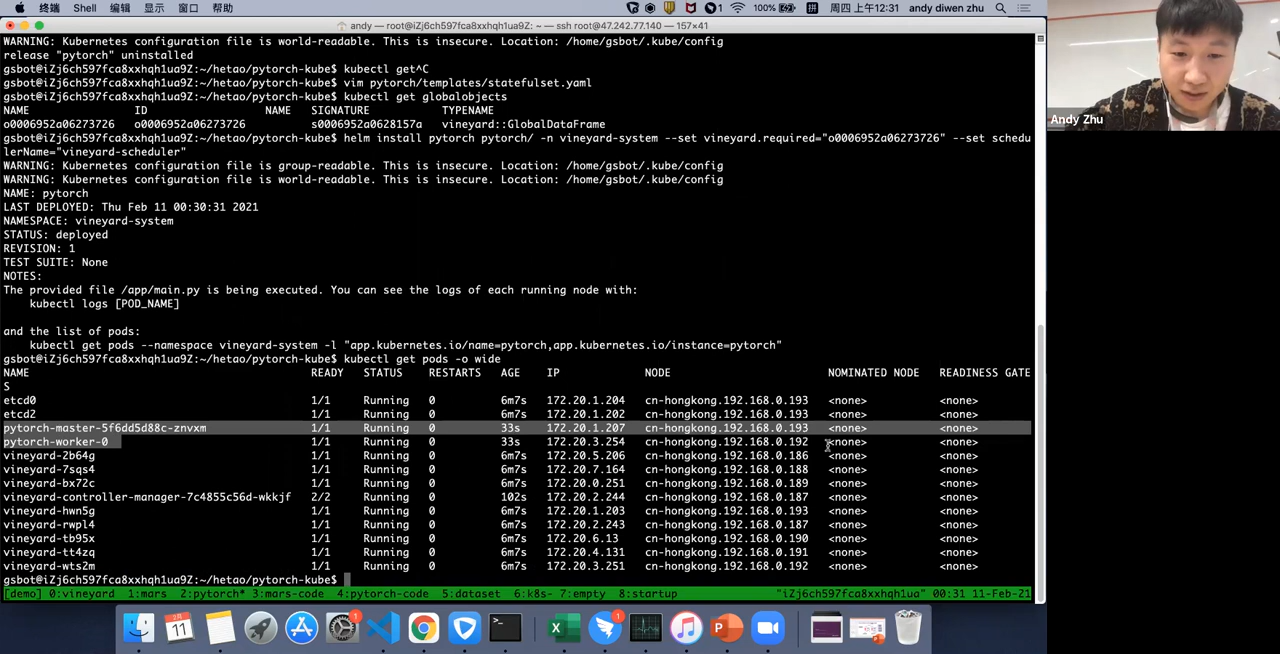 终端 Shell 编辑 显示 窗口 帮助 1 100% 周四 上午12:31 andy diwen zhu
andy — root@iZj6ch597fca8xxhqh1ua9Z: ~ — ssh root@47.242.77.140 — 157×41
WARNING: Kubernetes configuration file is world-readable. This is insecure. Location: /home/gsbot/.kube/config
release "pytorch" uninstalled
gsbot@iZj6ch597fca8xxhqh1ua9Z:~/hetao/pytorch-kube$ kubectl get^C
gsbot@iZj6ch597fca8xxhqh1ua9Z:~/hetao/pytorch-kube$ vim pytorch/templates/statefulset.yaml
gsbot@iZj6ch597fca8xxhqh1ua9Z:~/hetao/pytorch-kube$ kubectl get globalobjects
NAME ID NAME SIGNATURE TYPENAME
o0006952a06273726 o0006952a06273726 s0006952a0628157a vineyard::GlobalDataFrame
gsbot@iZj6ch597fca8xxhqh1ua9Z:~/hetao/pytorch-kube$ helm install pytorch pytorch/ -n vineyard-system --set vineyard.required="o0006952a06273726" --set schedu
lerName="vineyard-scheduler"
WARNING: Kubernetes configuration file is group-readable. This is insecure. Location: /home/gsbot/.kube/config
WARNING: Kubernetes configuration file is world-readable. This is insecure. Location: /home/gsbot/.kube/config
NAME: pytorch
LAST DEPLOYED: Thu Feb 11 00:30:31 2021
NAMESPACE: vineyard-system
STATUS: deployed
REVISION: 1
TEST SUITE: None
NOTES:
The provided file /app/main.py is being executed. You can see the logs of each running node with:
kubectl logs [POD_NAME]
and the list of pods:
kubectl get pods --namespace vineyard-system -l "app.kubernetes.io/name=pytorch,app.kubernetes.io/instance=pytorch"
gsbot@iZj6ch597fca8xxhqh1ua9Z:~/hetao/pytorch-kube$ kubectl get pods -o wide
NAME READY STATUS RESTARTS AGE IP NODE NOMINATED NODE READINESS GATE
S
etcd0 1/1 Running 0 6m7s 172.20.1.204 cn-hongkong.192.168.0.193 <none> <none>
etcd2 1/1 Running 0 6m7s 172.20.1.202 cn-hongkong.192.168.0.193 <none> <none>
pytorch-master-5f6dd5d88c-znvxm 1/1 Running 0 33s 172.20.1.207 cn-hongkong.192.168.0.193 <none> <none>
pytorch-worker-0 1/1 Running 0 33s 172.20.3.254 cn-hongkong.192.168.0.192 <none> <none>
vineyard-2b64g 1/1 Running 0 6m7s 172.20.5.206 cn-hongkong.192.168.0.186 <none> <none>
vineyard-7sqs4 1/1 Running 0 6m7s 172.20.7.164 cn-hongkong.192.168.0.188 <none> <none>
vineyard-bx72c 1/1 Running 0 6m7s 172.20.0.251 cn-hongkong.192.168.0.189 <none> <none>
vineyard-controller-manager-7c4855c56d-wkkjf 2/2 Running 0 102s 172.20.2.244 cn-hongkong.192.168.0.187 <none> <none>
vineyard-hwn5g 1/1 Running 0 6m7s 172.20.1.203 cn-hongkong.192.168.0.193 <none> <none>
vineyard-rwpl4 1/1 Running 0 6m7s 172.20.2.243 cn-hongkong.192.168.0.187 <none> <none>
vineyard-tb95x 1/1 Running 0 6m7s 172.20.6.13 cn-hongkong.192.168.0.190 <none> <none>
vineyard-tt4zq 1/1 Running 0 6m7s 172.20.4.131 cn-hongkong.192.168.0.191 <none> <none>
vineyard-wts2m 1/1 Running 0 6m7s 172.20.3.251 cn-hongkong.192.168.0.192 <none> <none>
gsbot@iZj6ch597fca8xxhqh1ua9Z:~/hetao/pytorch-kube$
[demo] 0:vineyard 1:mars 2:pytorch* 3:mars-code 4:pytorch-code 5:dataset 6:k8s- 7:empty 8:startup "iZj6ch597fca8xxhqh1ua" 00:31 11-Feb-21
Andy Zhu
2月 11 1 1